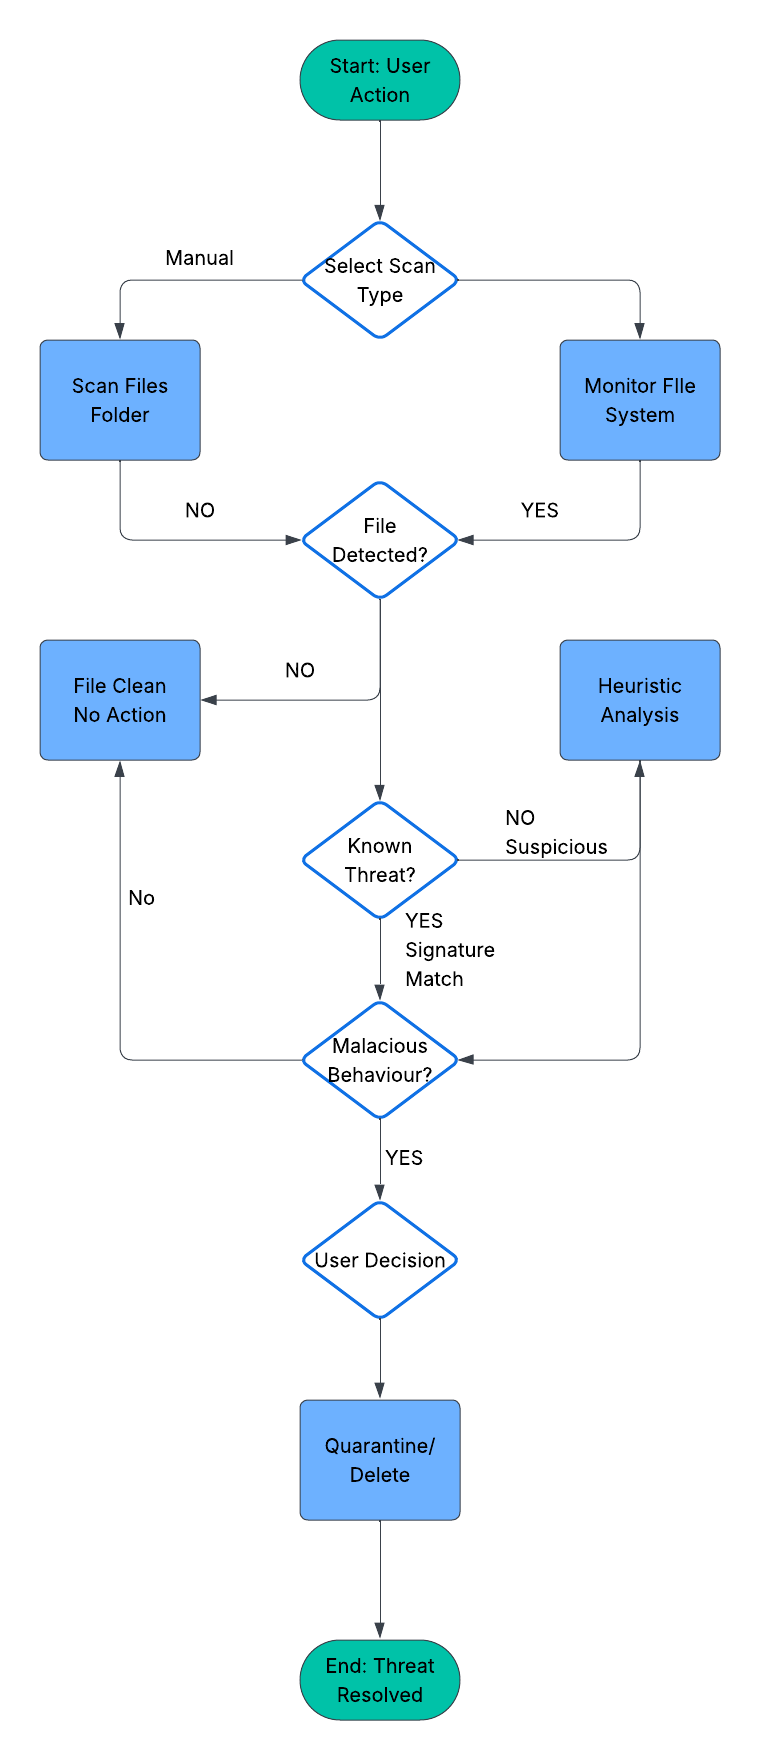 Start: User
Action
Manual
Select Scan
Type
Scan Files
Folder
Monitor FIle
System
NO
YES
File
Detected?
NO
File Clean
No Action
Heuristic
Analysis
NO
Suspicious
Known
Threat?
No
YES
Signature
Match
Malacious
Behaviour?
YES
User Decision
Quarantine/
Delete
End: Threat
Resolved